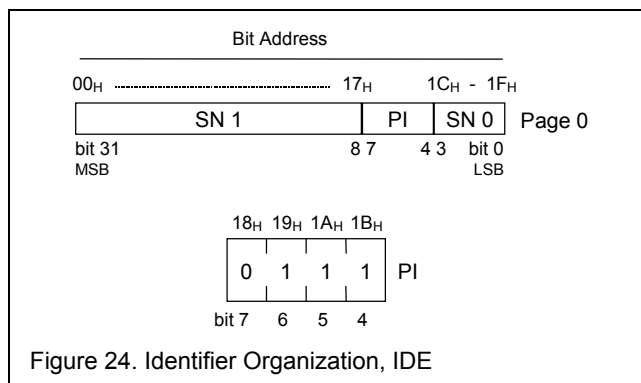 Bit Address
00H ................................ 17H 1CH - 1FH
SN 1 PI SN 0 Page 0
bit 31 8 7 4 3 bit 0
MSB LSB
18H 19H 1AH 1BH
0 1 1 1 PI
bit 7 6 5 4
Figure 24. Identifier Organization, IDE